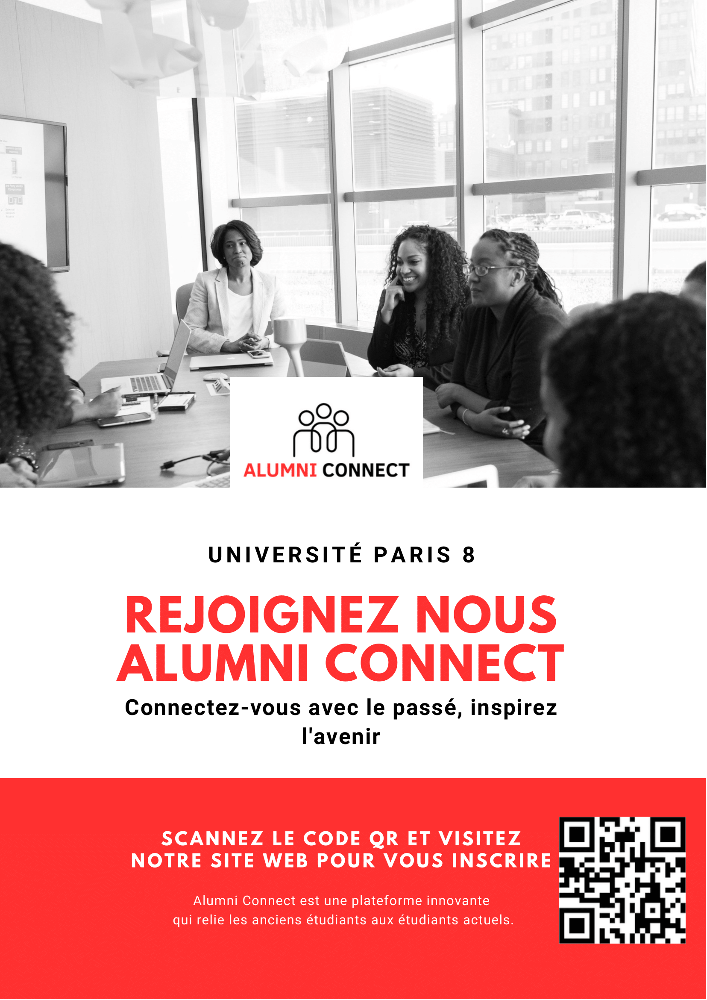 ALUMNI CONNECT
UNIVERSITÉ PARIS 8
REJOIGNEZ NOUS
ALUMNI CONNECT
Connectez-vous avec le passé, inspirez
l'avenir
SCANNEZ LE CODE QR ET VISITEZ
NOTRE SITE WEB POUR VOUS INSCRIRE
Alumni Connect est une plateforme innovante
qui relie les anciens étudiants aux étudiants actuels.